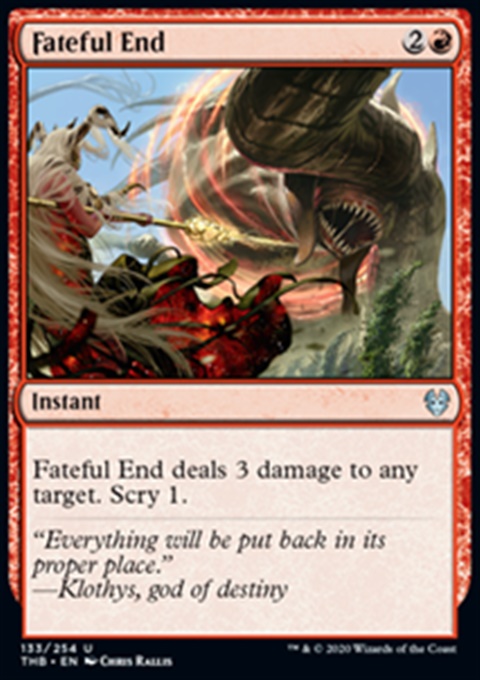 Fateful End 2
Instant
Fateful End deals 3 damage to any
target. Scry 1.
“Everything will be put back in its
proper place.”
—Klothys, god of destiny
133/254 U
THB • EN Chris Rallis
™ & © 2020 Wizards of the Coast